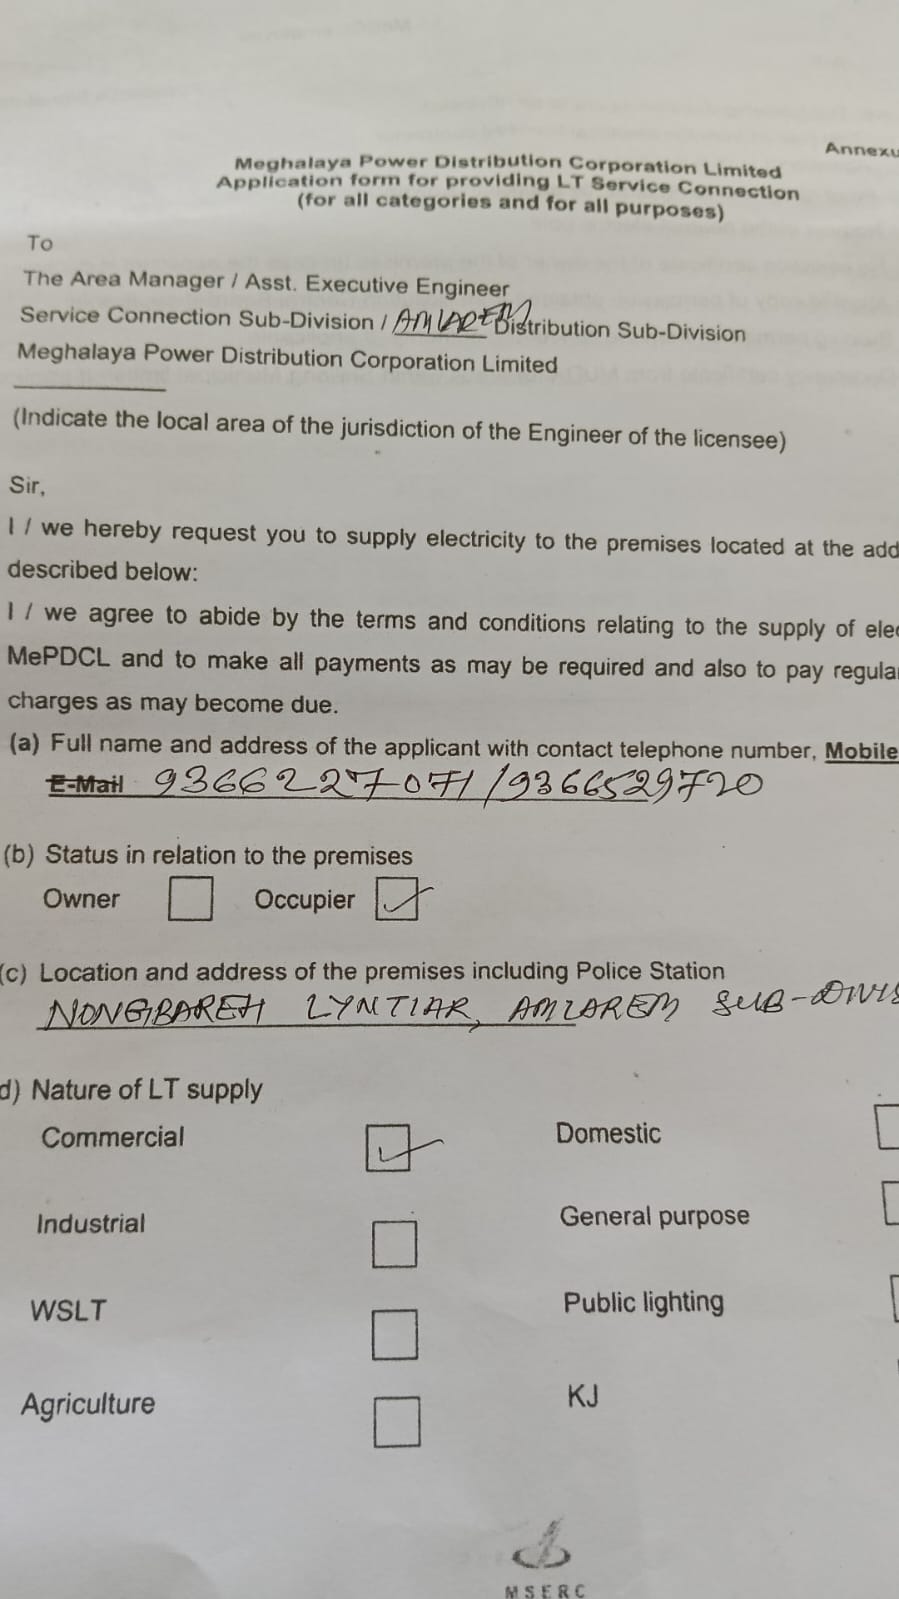 Annexu
Meghalaya Power Distribution Corporation Limited
Application form for providing LT Service Connection
(for all categories and for all purposes)
To
The Area Manager / Asst. Executive Engineer
Service Connection Sub-Division / AMLAREM Distribution Sub-Division
Meghalaya Power Distribution Corporation Limited
(Indicate the local area of the jurisdiction of the Engineer of the licensee)
Sir,
I / we hereby request you to supply electricity to the premises located at the add
described below:
I / we agree to abide by the terms and conditions relating to the supply of elec
MePDCL and to make all payments as may be required and also to pay regular
charges as may become due.
(a) Full name and address of the applicant with contact telephone number, Mobile
E-Mail 9366227071 / 9366529720
(b) Status in relation to the premises
Owner Occupier
(c) Location and address of the premises including Police Station
NONGBAREH LYNTIAR, AMLAREM SUB-DIVIS
d) Nature of LT supply
Commercial Domestic
Industrial General purpose
WSLT Public lighting
Agriculture KJ
MSERC